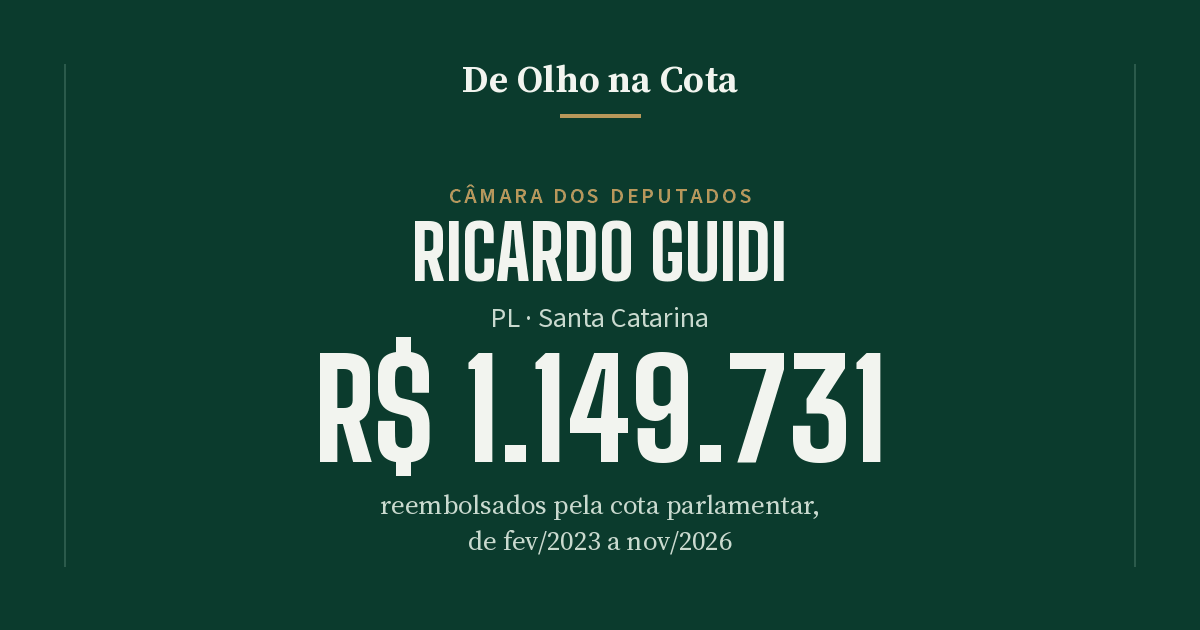 De Olho na Cota
CÂMARA DOS DEPUTADOS
RICARDO GUIDI
PL · Santa Catarina
R$ 1.149.731
reembolsados pela cota parlamentar,
de fev/2023 a nov/2026